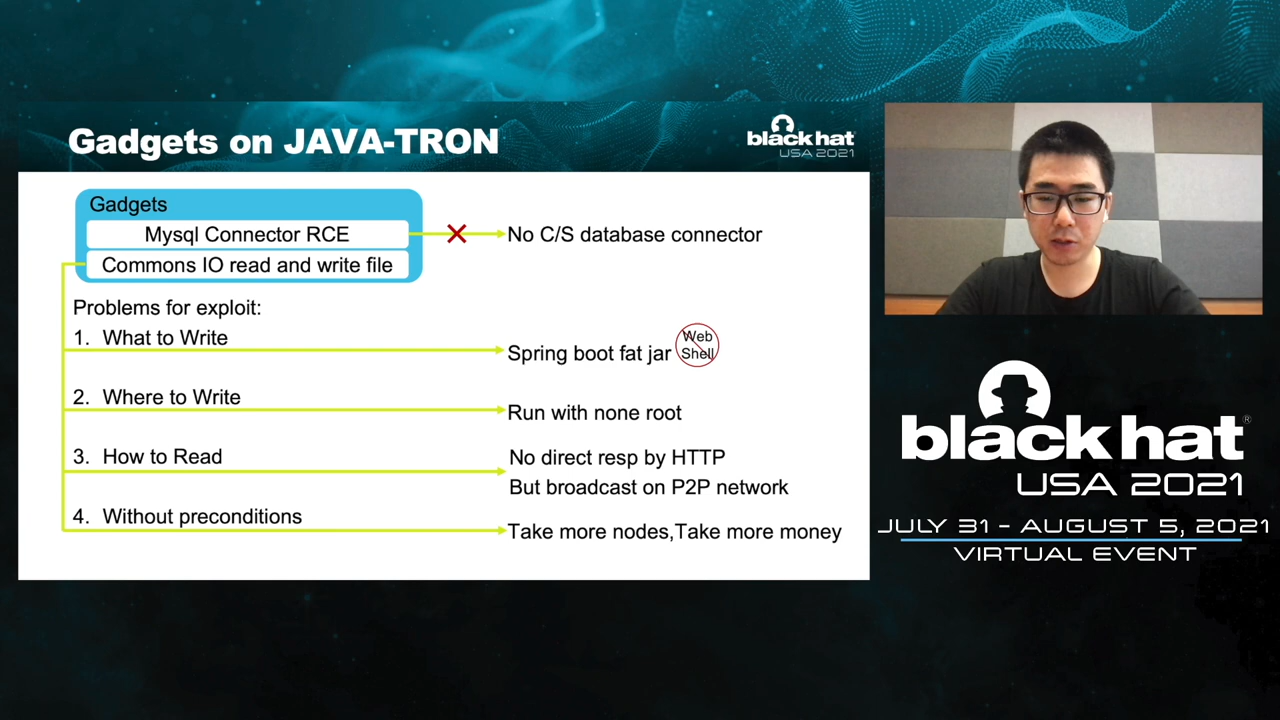 Gadgets on JAVA-TRON
black hat
USA 2021
Gadgets
Mysql Connector RCE
No C/S database connector
Commons IO read and write file
Problems for exploit:
1. What to Write
Spring boot fat jar
Web
Shell
2. Where to Write
Run with none root
3. How to Read
No direct resp by HTTP
But broadcast on P2P network
4. Without preconditions
Take more nodes,Take more money
black hat®
USA 2021
JULY 31 – AUGUST 5, 2021
VIRTUAL EVENT